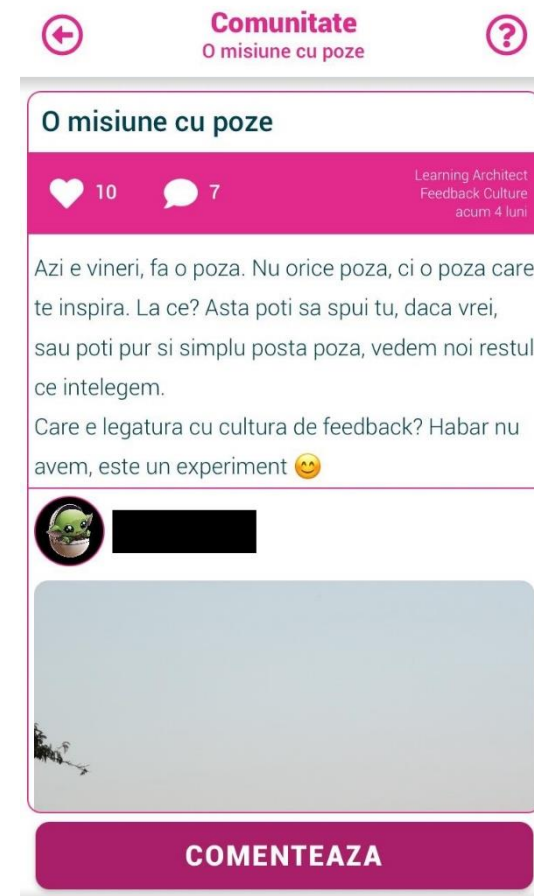 Comunitate
O misiune cu poze
O misiune cu poze
10
7
Learning Architect
Feedback Culture
acum 4 luni
Azi e vineri, fa o poza. Nu orice poza, ci o poza care
te inspira. La ce? Asta poti sa spui tu, daca vrei,
sau poti pur si simplu posta poza, vedem noi restul
ce intelegem.
Care e legatura cu cultura de feedback? Habar nu
avem, este un experiment 😊
COMENTEAZA